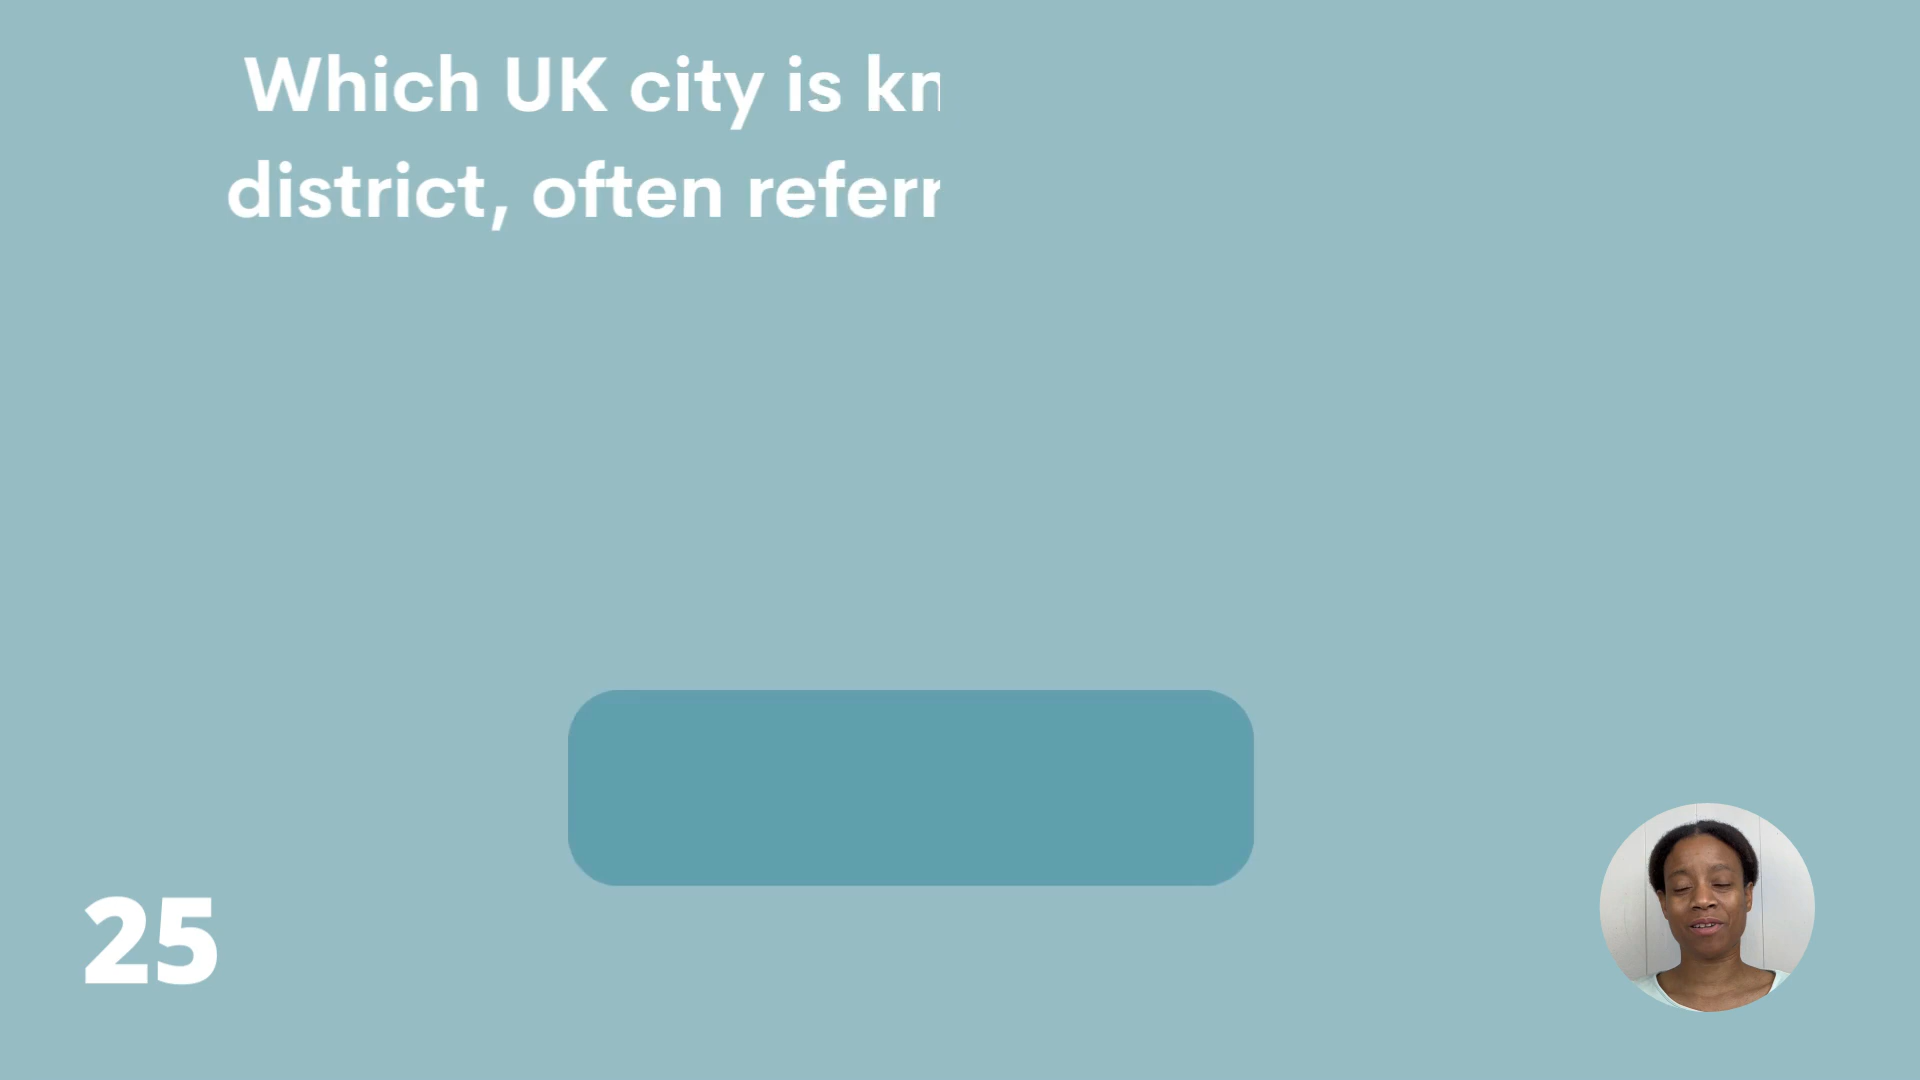 Which UK city is kn
district, often referr
25